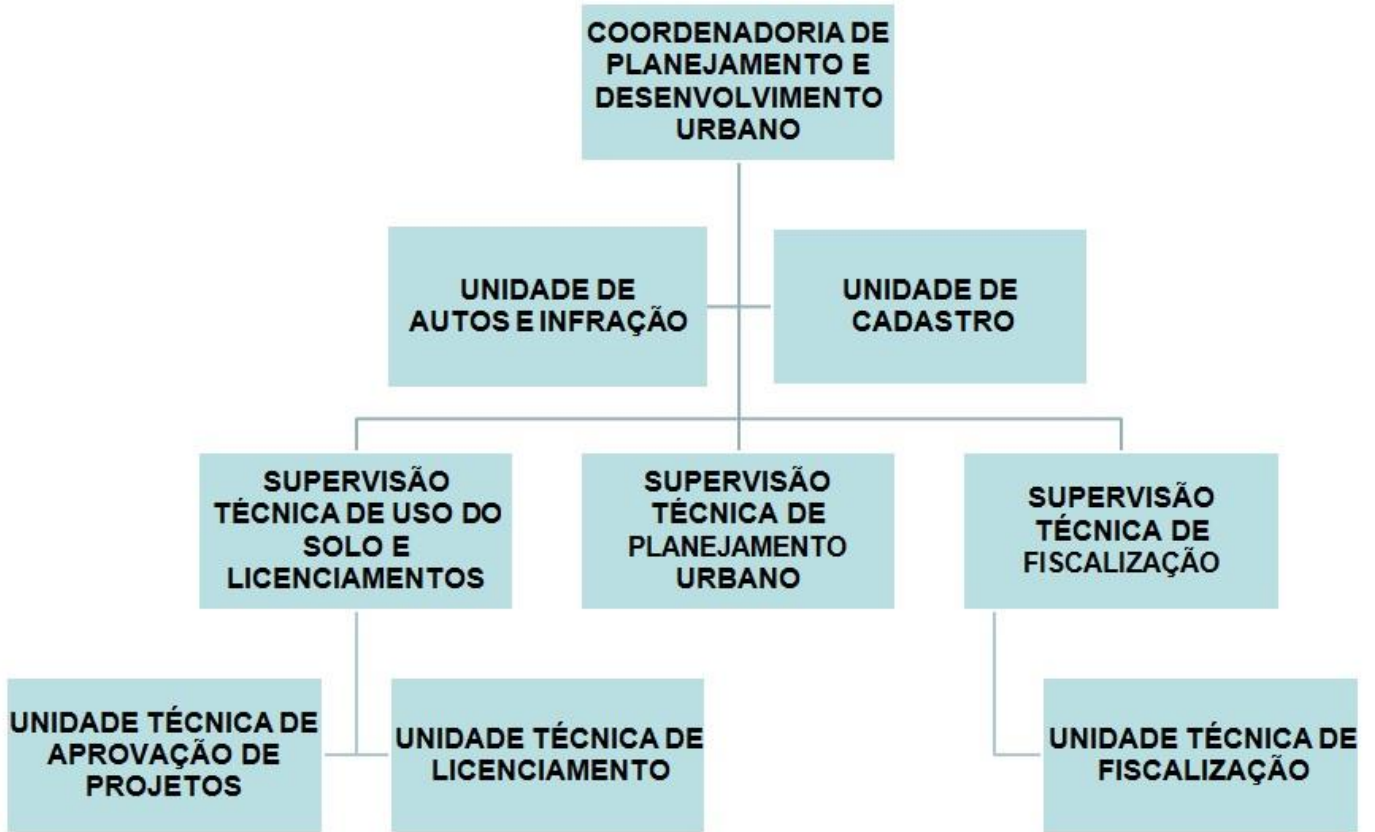 COORDENADORIA DE
PLANEJAMENTO E
DESENVOLVIMENTO
URBANO
UNIDADE DE
AUTOS E INFRAÇÃO
UNIDADE DE
CADASTRO
SUPERVISÃO
TÉCNICA DE USO DO
SOLO E
LICENCIAMENTOS
SUPERVISÃO
TÉCNICA DE
PLANEJAMENTO
URBANO
SUPERVISÃO
TÉCNICA DE
FISCALIZAÇÃO
UNIDADE TÉCNICA DE
APROVAÇÃO DE
PROJETOS
UNIDADE TÉCNICA DE
LICENCIAMENTO
UNIDADE TÉCNICA DE
FISCALIZAÇÃO